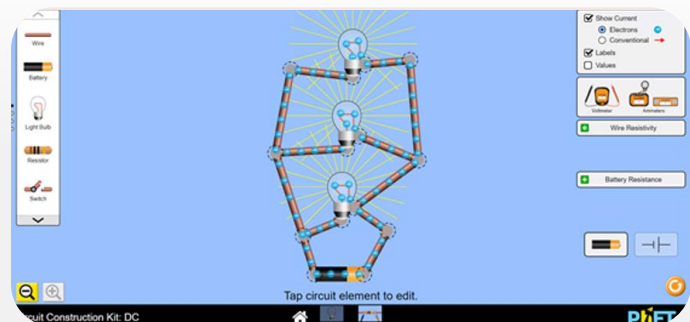 Wire
Battery
Light Bulb
Resistor
Switch
Show Current
Electrons
Conventional
Labels
Values
Voltmeter
Ammeters
Wire Resistivity
Battery Resistance
Tap circuit element to edit.
cuit Construction Kit: DC
PhET